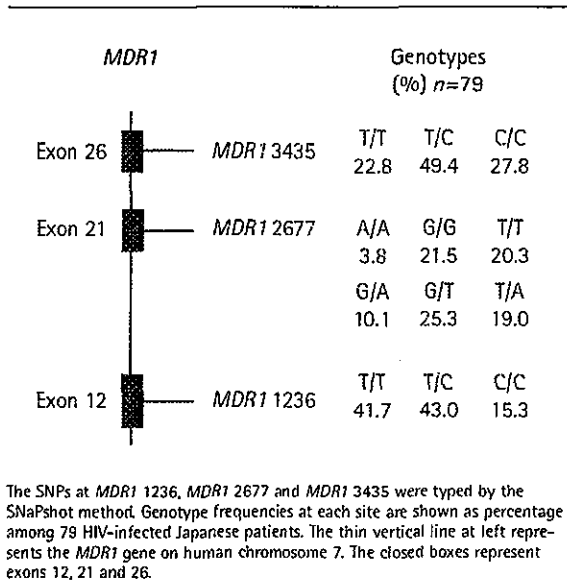 MDR1 Genotypes
(%) n=79
Exon 26 MDR1 3435 T/T T/C C/C
22.8 49.4 27.8
Exon 21 MDR1 2677 A/A G/G T/T
3.8 21.5 20.3
G/A G/T T/A
10.1 25.3 19.0
Exon 12 MDR1 1236 T/T T/C C/C
41.7 43.0 15.3
The SNPs at MDR1 1236, MDR1 2677 and MDR1 3435 were typed by the
SNaPshot method. Genotype frequencies at each site are shown as percentage
among 79 HIV-infected Japanese patients. The thin vertical line at left repre-
sents the MDR1 gene on human chromosome 7. The closed boxes represent
exons 12, 21 and 26.